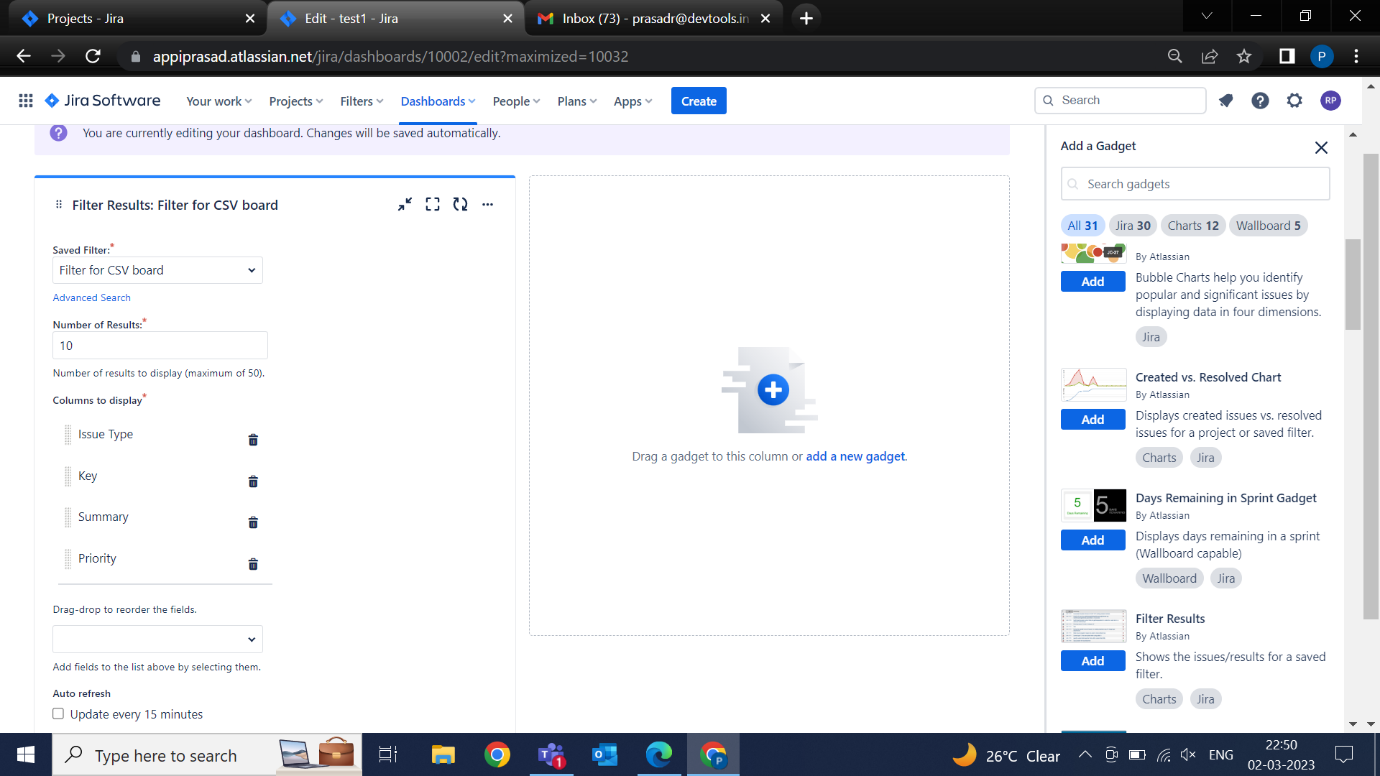 Projects - Jira
Edit - test1 - Jira
Inbox (73) - prasadr@devtools.in
appiprasad.atlassian.net/jira/dashboards/10002/edit?maximized=10032
P
Jira Software
Your work
Projects
Filters
Dashboards
People
Plans
Apps
Create
Search
RP
You are currently editing your dashboard. Changes will be saved automatically.
Filter Results: Filter for CSV board
Saved Filter:*
Filter for CSV board
Advanced Search
Number of Results:*
10
Number of results to display (maximum of 50).
Columns to display*
Issue Type
Key
Summary
Priority
Drag-drop to reorder the fields.
Add fields to the list above by selecting them.
Auto refresh
Update every 15 minutes
Drag a gadget to this column or add a new gadget.
Add a Gadget
Search gadgets
All 31
Jira 30
Charts 12
Wallboard 5
By Atlassian
Add
Bubble Charts help you identify
popular and significant issues by
displaying data in four dimensions.
Jira
Created vs. Resolved Chart
By Atlassian
Add
Displays created issues vs. resolved
issues for a project or saved filter.
Charts
Jira
5
5
Days Remaining in Sprint Gadget
By Atlassian
Add
Displays days remaining in a sprint
(Wallboard capable)
Wallboard
Jira
Filter Results
By Atlassian
Add
Shows the issues/results for a saved
filter.
Charts
Jira
Type here to search
1
P
26°C Clear
ENG
22:50
02-03-2023